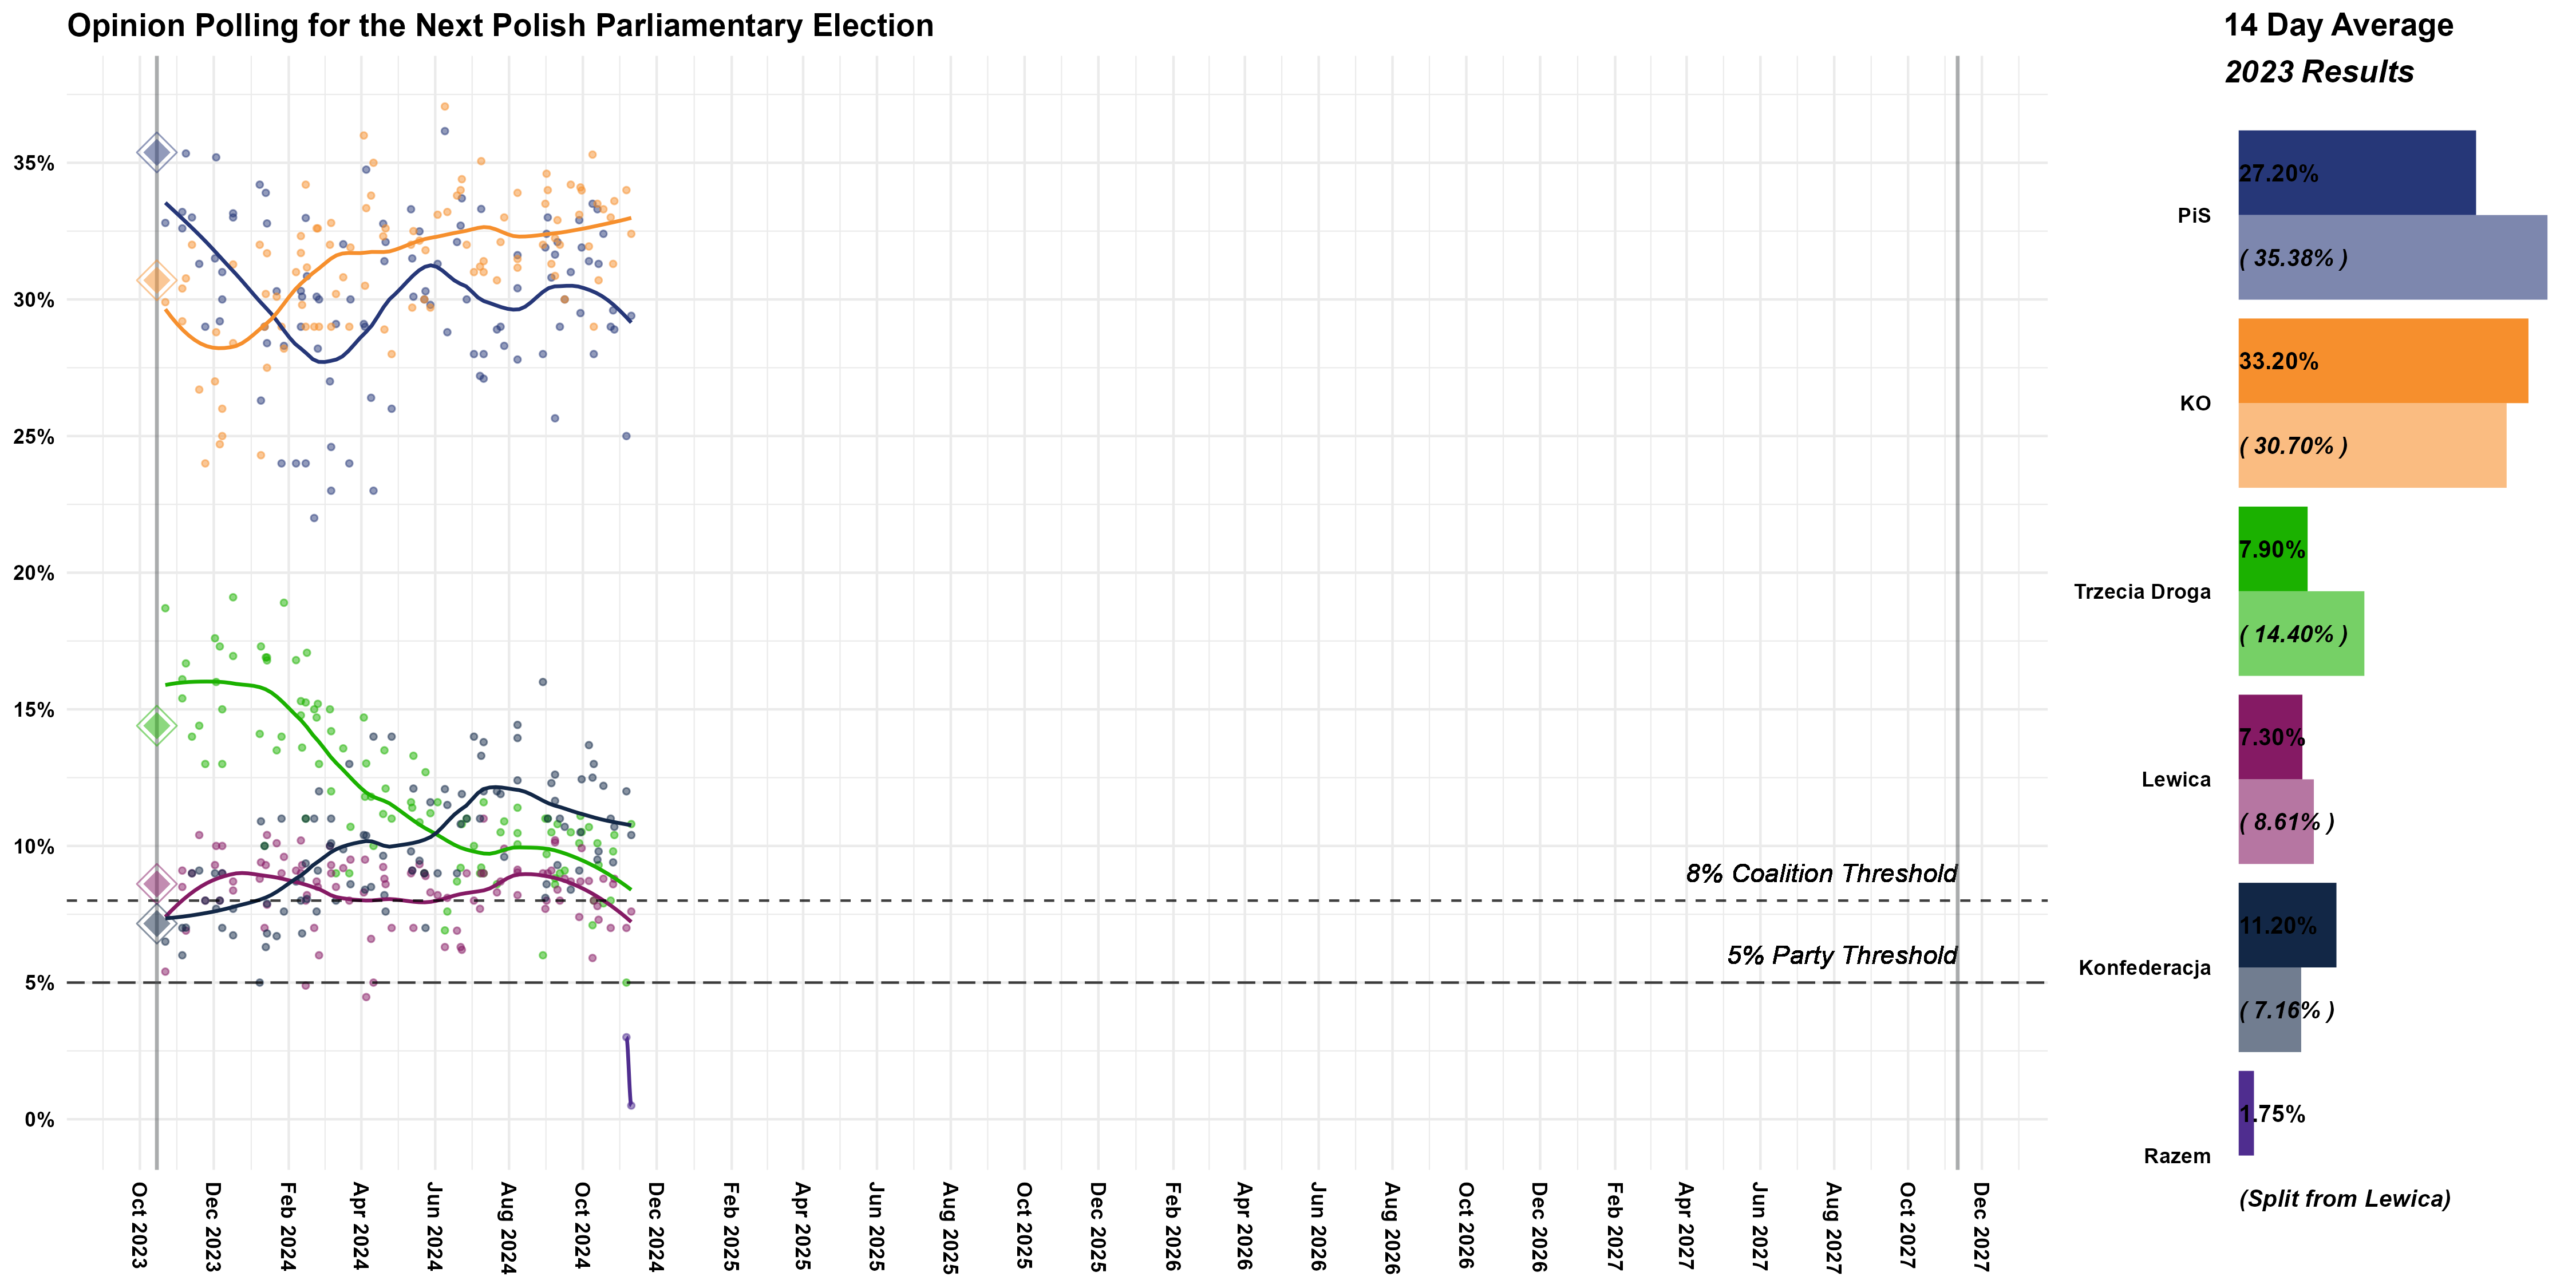 Opinion Polling for the Next Polish Parliamentary Election
35%
30%
25%
20%
15%
10%
5%
0%
8% Coalition Threshold
5% Party Threshold
Oct 2023
Dec 2023
Feb 2024
Apr 2024
Jun 2024
Aug 2024
Oct 2024
Dec 2024
Feb 2025
Apr 2025
Jun 2025
Aug 2025
Oct 2025
Dec 2025
Feb 2026
Apr 2026
Jun 2026
Aug 2026
Oct 2026
Dec 2026
Feb 2027
Apr 2027
Jun 2027
Aug 2027
Oct 2027
Dec 2027
14 Day Average
2023 Results
PiS
27.20%
( 35.38% )
KO
33.20%
( 30.70% )
Trzecia Droga
7.90%
( 14.40% )
Lewica
7.30%
( 8.61% )
Konfederacja
11.20%
( 7.16% )
Razem
1.75%
(Split from Lewica)